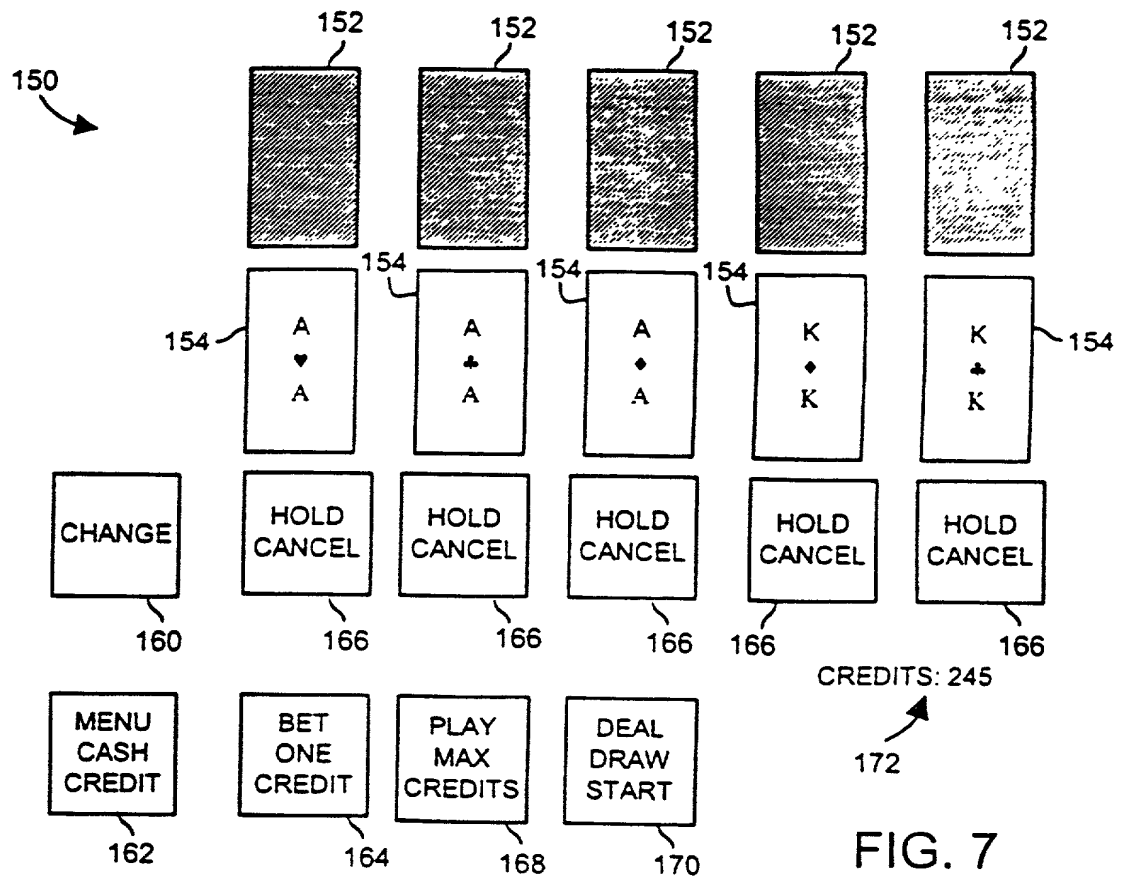 152 152 152 152 152
150
154 154 154
A A A K K
♥ ♣ ♦ ♦ ♣
A A A K K
154 154
CHANGE
HOLD CANCEL
HOLD CANCEL
HOLD CANCEL
HOLD CANCEL
HOLD CANCEL
160 166 166 166 166 166
CREDITS: 245
172
MENU
CASH
CREDIT
BET
ONE
CREDIT
PLAY
MAX
CREDITS
DEAL
DRAW
START
162 164 168 170
FIG. 7